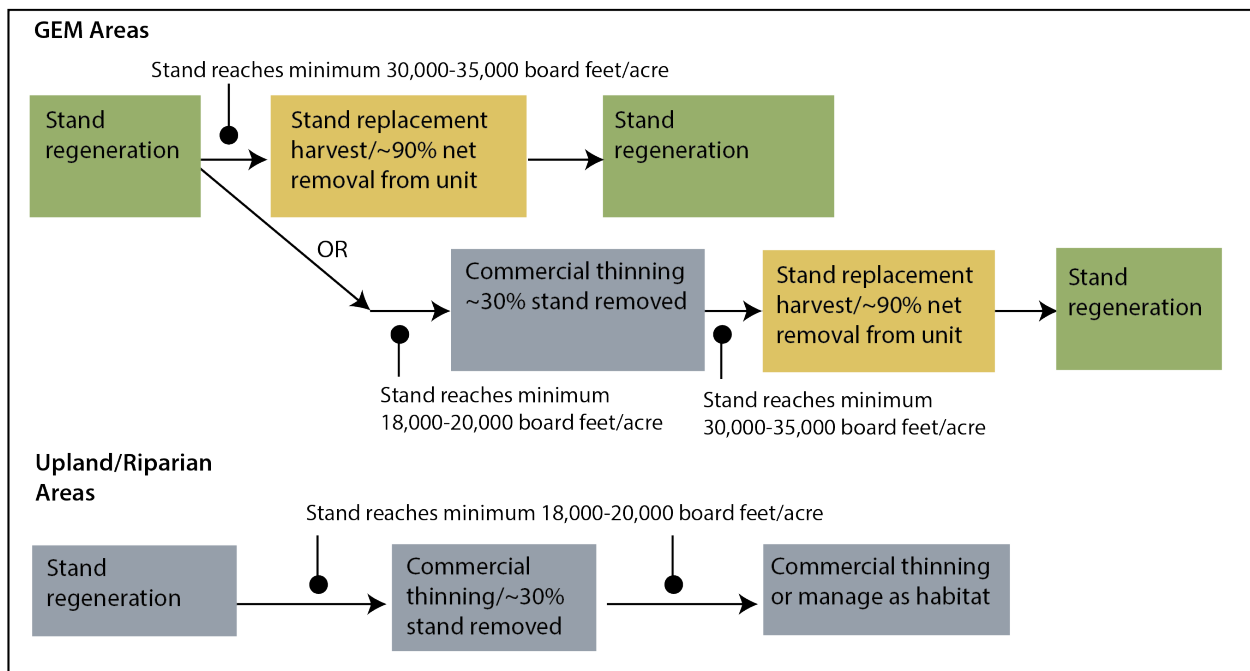 GEM Areas
Stand reaches minimum 30,000-35,000 board feet/acre
Stand
regeneration
Stand replacement
harvest/~90% net
removal from unit
Stand
regeneration
OR
Commercial thinning
~30% stand removed
Stand replacement
harvest/~90% net
removal from unit
Stand
regeneration
Stand reaches minimum
18,000-20,000 board feet/acre
Stand reaches minimum
30,000-35,000 board feet/acre
Upland/Riparian
Areas
Stand reaches minimum 18,000-20,000 board feet/acre
Stand
regeneration
Commercial
thinning/~30%
stand removed
Commercial thinning
or manage as habitat